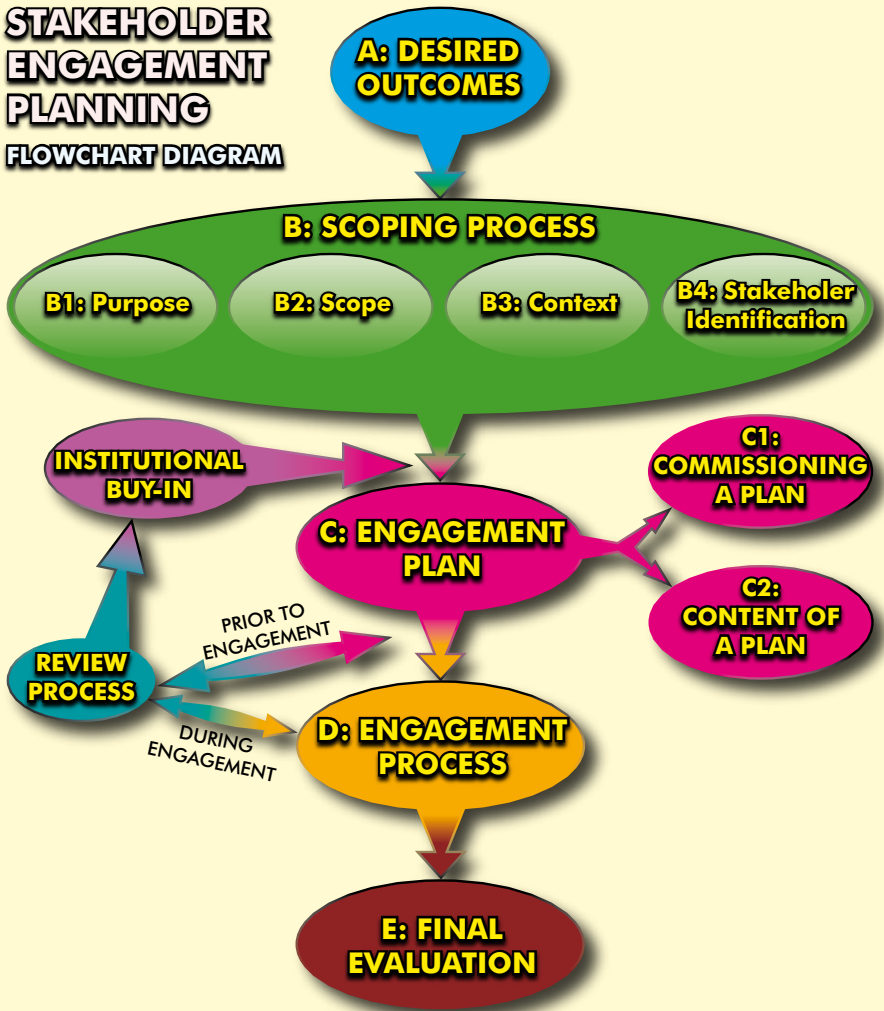 STAKEHOLDER
ENGAGEMENT
PLANNING
FLOWCHART DIAGRAM
A: DESIRED
OUTCOMES
B: SCOPING PROCESS
B1: Purpose
B2: Scope
B3: Context
B4: Stakeholer
Identification
INSTITUTIONAL
BUY-IN
C: ENGAGEMENT
PLAN
C1:
COMMISSIONING
A PLAN
C2:
CONTENT OF
A PLAN
PRIOR TO
ENGAGEMENT
REVIEW
PROCESS
DURING
ENGAGEMENT
D: ENGAGEMENT
PROCESS
E: FINAL
EVALUATION